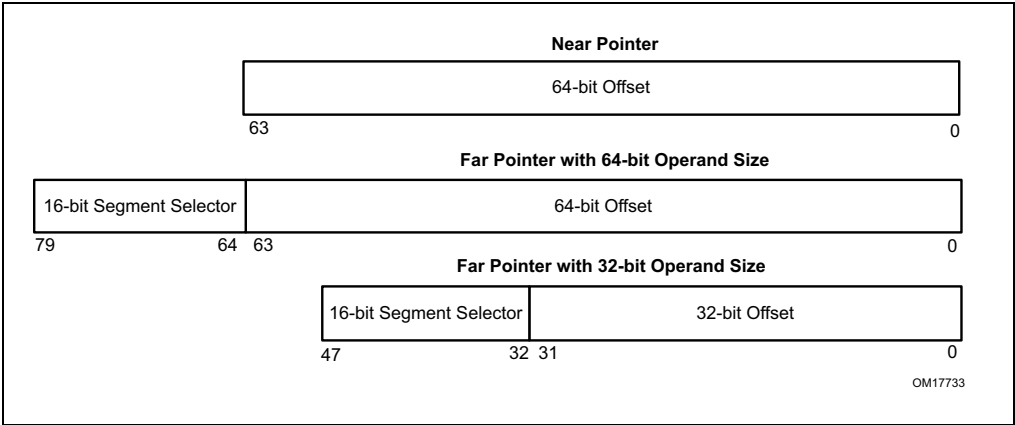 Near Pointer
64-bit Offset
63 0
Far Pointer with 64-bit Operand Size
16-bit Segment Selector 64-bit Offset
79 64 63 0
Far Pointer with 32-bit Operand Size
16-bit Segment Selector 32-bit Offset
47 32 31 0
OM17733